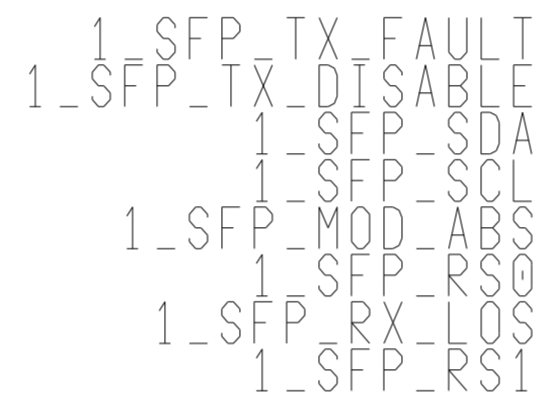 1_SFP_TX_FAULT
1_SFP_TX_DISABLE
1_SFP_SDA
1_SFP_SCL
1_SFP_MOD_ABS
1_SFP_RS0
1_SFP_RX_LOS
1_SFP_RS1